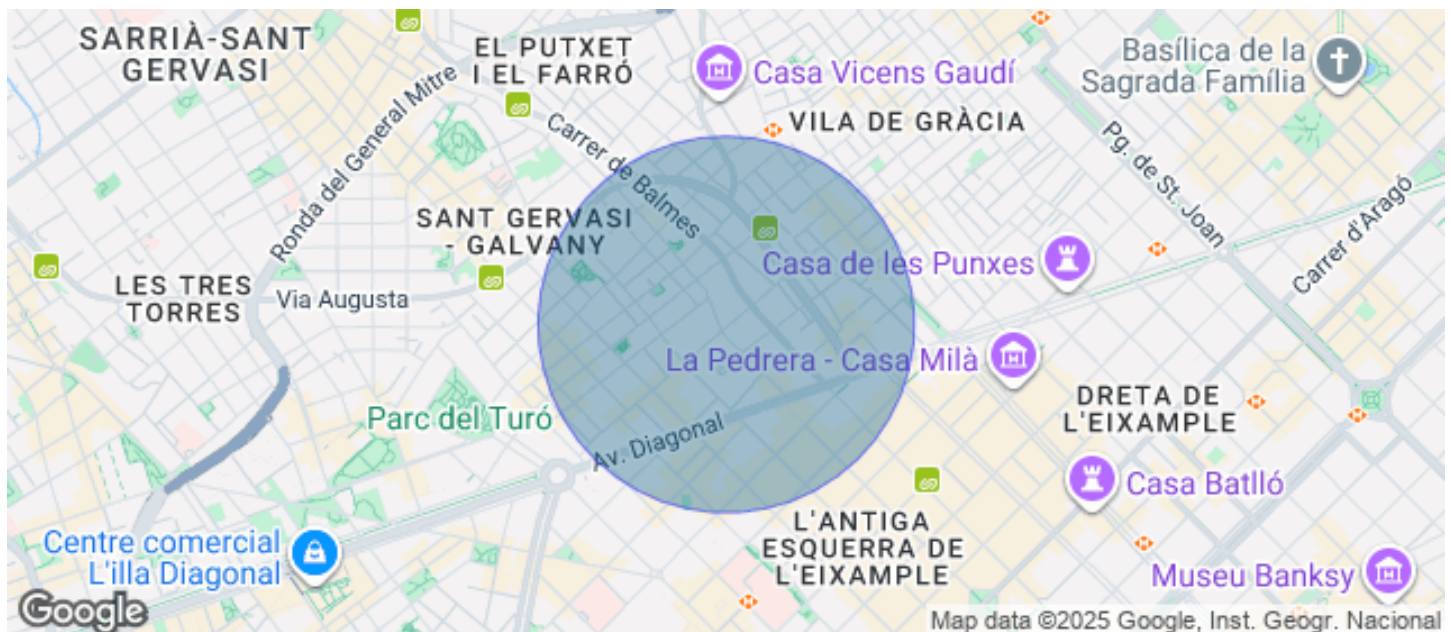 SARRIÀ-SANT
GERVASI
EL PUTXET
I EL FARRÓ
Casa Vicens Gaudí
Basílica de la
Sagrada Família
Ronda del General Mitre
Carrer de Balmes
VILA DE GRÀCIA
Pg. de St. Joan
Carrer d'Aragó
SANT GERVASI
- GALVANY
Casa de les Punxes
LES TRES
TORRES
Via Augusta
La Pedrera - Casa Milà
Parc del Turó
Av. Diagonal
DRETA DE
L'EIXAMPLE
Casa Batlló
L'ANTIGA
ESQUERRA DE
L'EIXAMPLE
Centre comercial
L'illa Diagonal
Museu Banksy
Google
Map data ©2025 Google, Inst. Geogr. Nacional